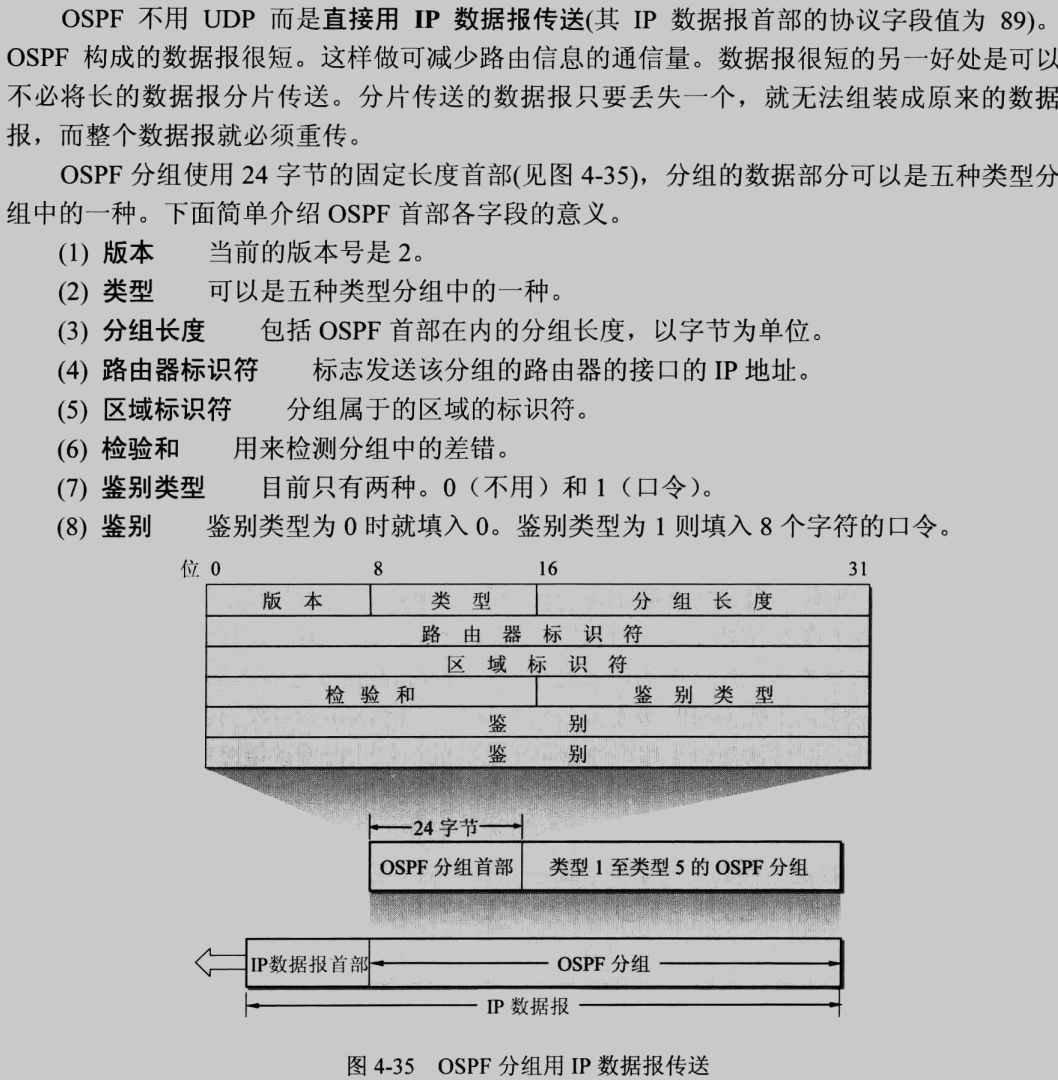 OSPF 不用 UDP 而是直接用 IP 数据报传送(其 IP 数据报首部的协议字段值为 89)。
OSPF 构成的数据报很短。这样做可减少路由信息的通信量。数据报很短的另一好处是可以
不必将长的数据报分片传送。分片传送的数据报只要丢失一个，就无法组装成原来的数据
报，而整个数据报就必须重传。
OSPF 分组使用 24 字节的固定长度首部(见图 4-35)，分组的数据部分可以是五种类型分
组中的一种。下面简单介绍 OSPF 首部各字段的意义。
(1) 版本 当前的版本号是 2。
(2) 类型 可以是五种类型分组中的一种。
(3) 分组长度 包括 OSPF 首部在内的分组长度，以字节为单位。
(4) 路由器标识符 标志发送该分组的路由器的接口的 IP 地址。
(5) 区域标识符 分组属于的区域的标识符。
(6) 检验和 用来检测分组中的差错。
(7) 鉴别类型 目前只有两种。0（不用）和 1（口令）。
(8) 鉴别 鉴别类型为 0 时就填入 0。鉴别类型为 1 则填入 8 个字符的口令。
位 0 8 16 31
版 本 类 型 分 组 长 度
路 由 器 标 识 符
区 域 标 识 符
检 验 和 鉴 别 类 型
鉴 别
鉴 别
24 字节
OSPF 分组首部 类型 1 至类型 5 的 OSPF 分组
IP数据报首部 OSPF 分组
IP 数据报
图 4-35 OSPF 分组用 IP 数据报传送